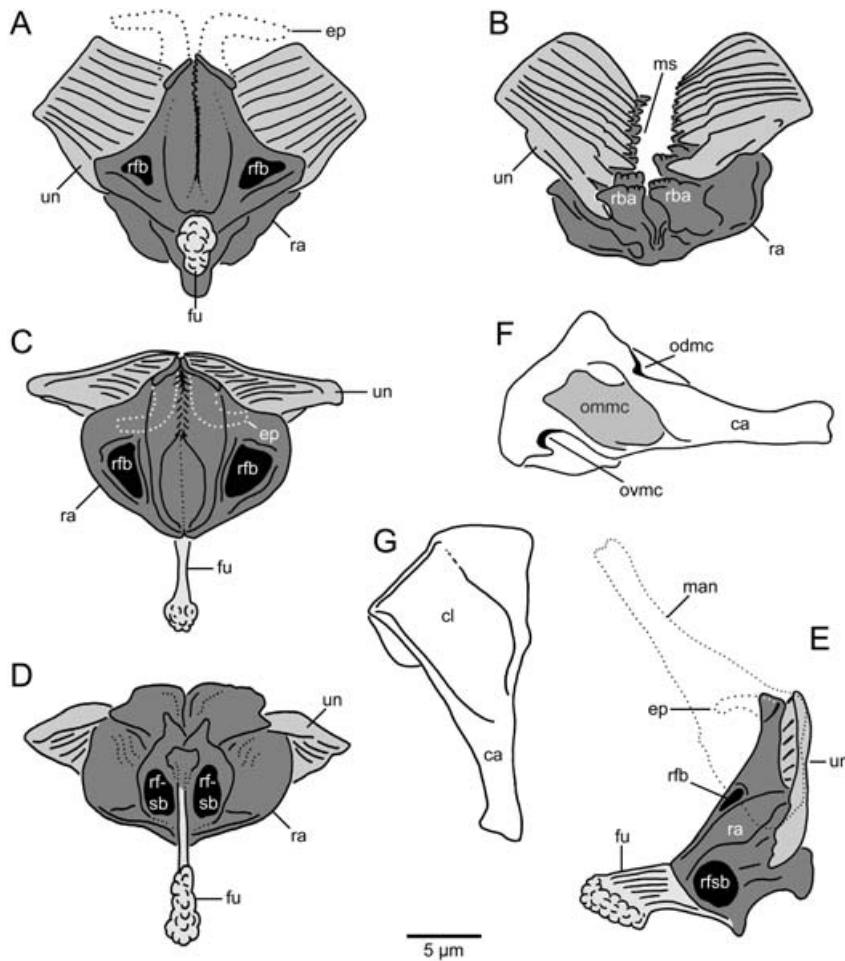 A
ep
rfb
rfb
un
ra
fu
B
ms
un
rba
rba
ra
C
un
ep
rfb
rfb
ra
fu
F
odmc
ommc
ca
ovmc
G
cl
ca
man
E
ep
un
rfb
ra
fu
rfsb
D
un
rf-
sb
rf-
sb
ra
fu
5 µm